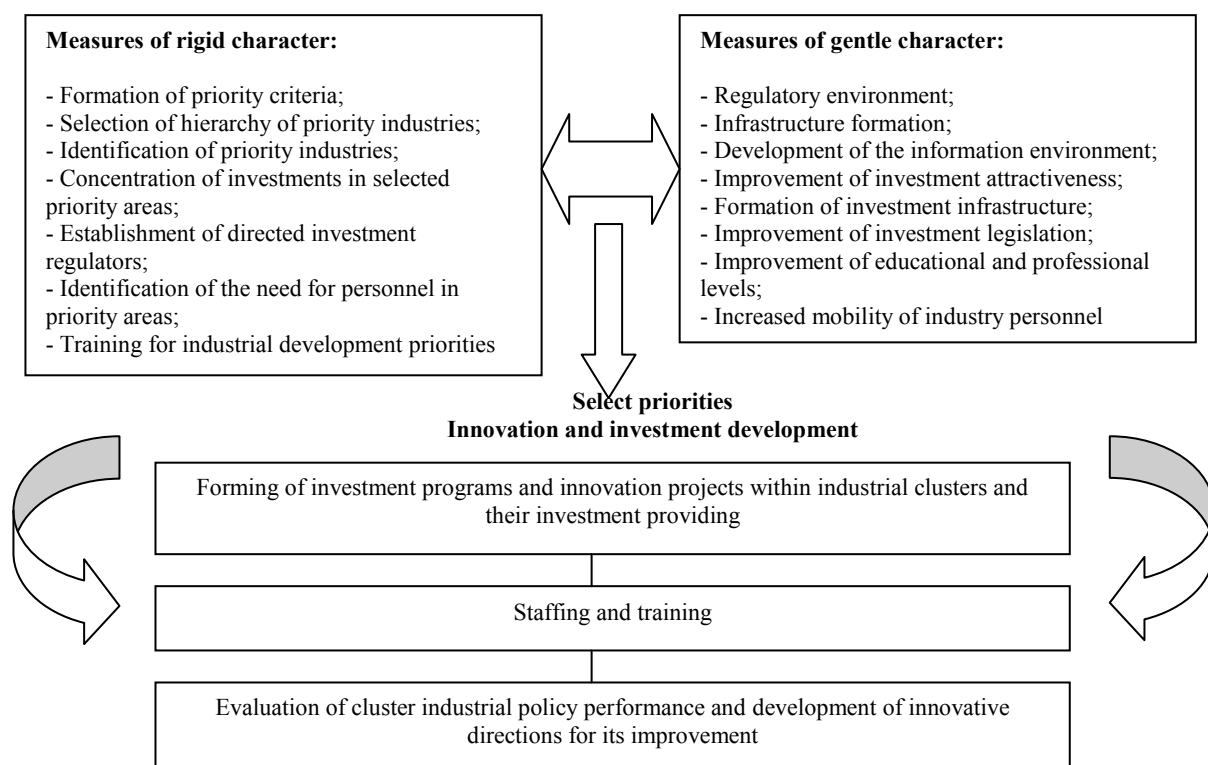 Measures of rigid character:
- Formation of priority criteria;
- Selection of hierarchy of priority industries;
- Identification of priority industries;
- Concentration of investments in selected
priority areas;
- Establishment of directed investment
regulators;
- Identification of the need for personnel in
priority areas;
- Training for industrial development priorities
Measures of gentle character:
- Regulatory environment;
- Infrastructure formation;
- Development of the information environment;
- Improvement of investment attractiveness;
- Formation of investment infrastructure;
- Improvement of investment legislation;
- Improvement of educational and professional
levels;
- Increased mobility of industry personnel
Select priorities
Innovation and investment development
Forming of investment programs and innovation projects within industrial clusters and
their investment providing
Staffing and training
Evaluation of cluster industrial policy performance and development of innovative
directions for its improvement